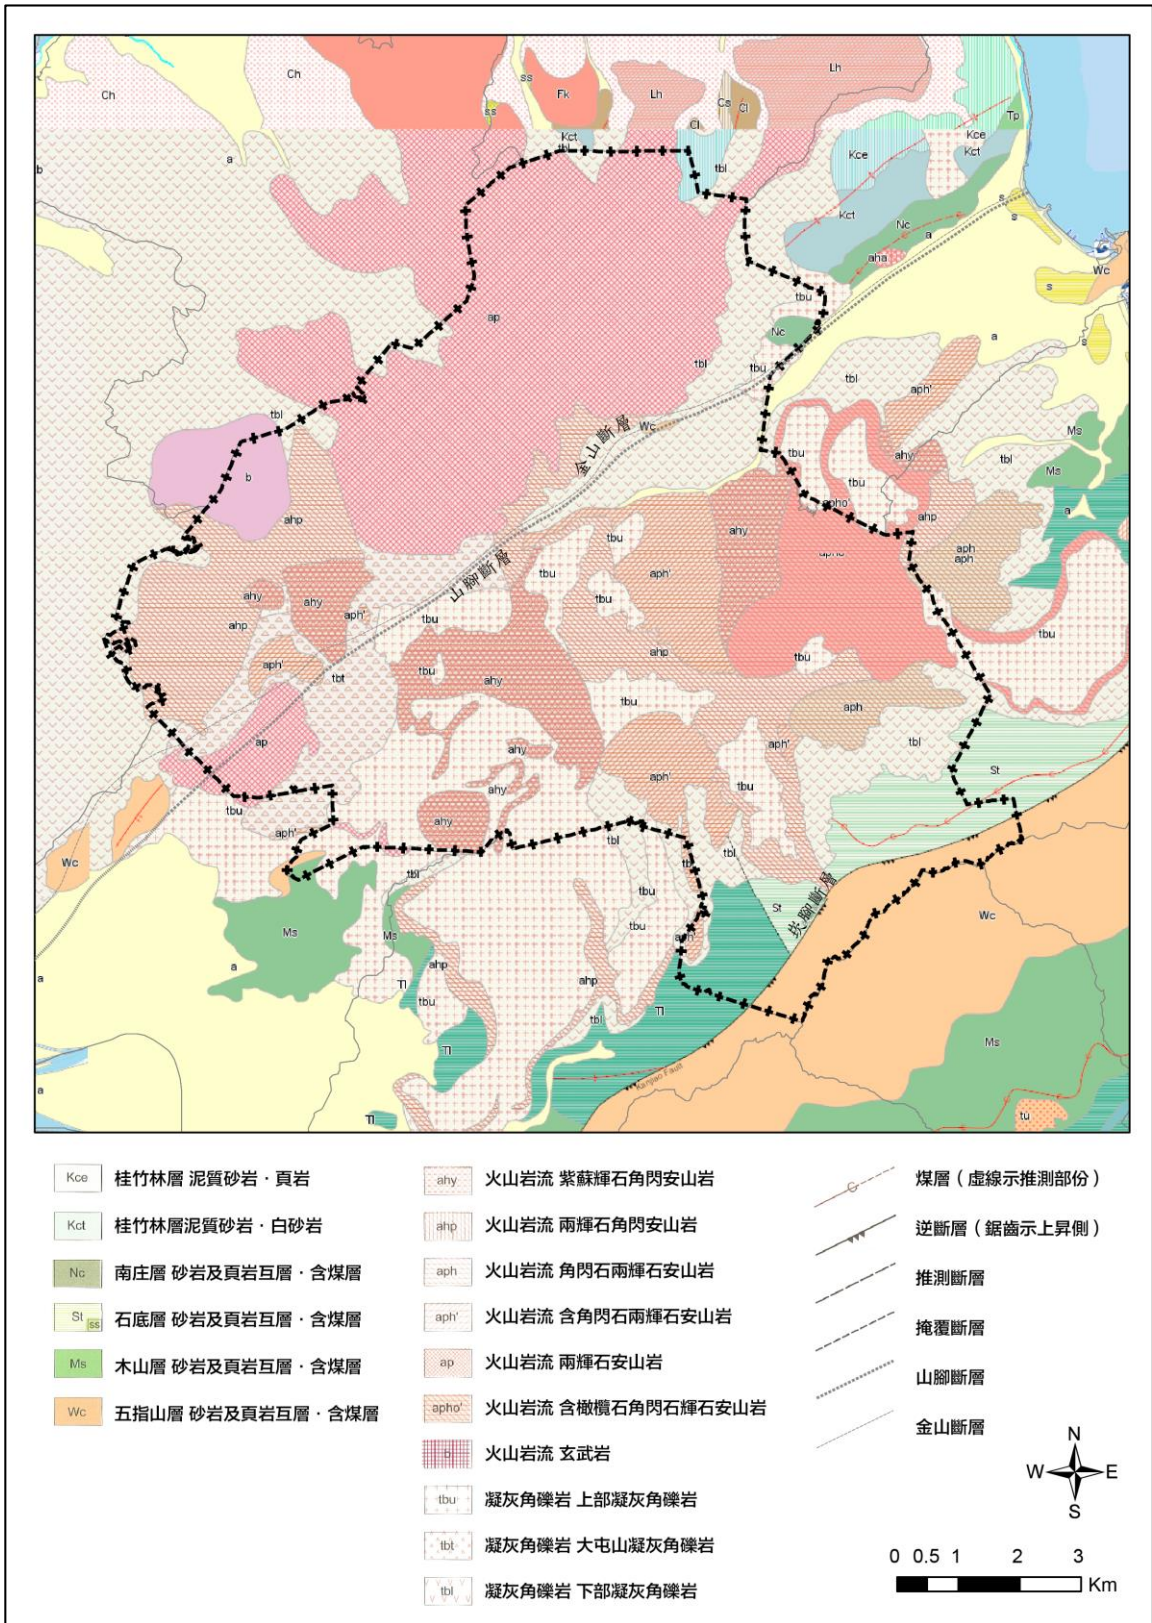 Ch
Ch
ss
ss
Fk
Lh
Cs
Cl
Lh
Cl
Tp
Kct
tbl
tbl
Kce
Kce
Kct
a
b
Kct
Nc
a
s
s
aha
Wc
s
tbu
ap
Nc
a
s
tbl
tbu
tbl
aph'
tbl
金山斷層
Wc
Ms
tbu
ahy
tbl
Ms
b
tbu
apho'
a
ahp
ahp
tbu
ahy
aph
aph
山腳斷層
tbu
aph'
ahy
ahy
tbu
aph'
ahp
tbu
tbu
aph'
tbu
ahp
tbu
tbt
ahy
aph
ap
ahy
aph'
tbl
St
aph'
tbu
ahy
tbu
ahy
aph'
tbl
tbl
Wc
tbl
tbu
St
崁腳斷層
Wc
Ms
Ms
tbu
aph'
a
ahp
ahp
Tl
tbu
Tl
a
tbl
Ms
Tl
a
Kanjiao Fault
Tl
tu
Kce 桂竹林層 泥質砂岩．頁岩
Kct 桂竹林層泥質砂岩．白砂岩
Nc 南庄層 砂岩及頁岩互層．含煤層
St ss 石底層 砂岩及頁岩互層．含煤層
Ms 木山層 砂岩及頁岩互層．含煤層
Wc 五指山層 砂岩及頁岩互層．含煤層
ahy 火山岩流 紫蘇輝石角閃安山岩
ahp 火山岩流 兩輝石角閃安山岩
aph 火山岩流 角閃石兩輝石安山岩
aph' 火山岩流 含角閃石兩輝石安山岩
ap 火山岩流 兩輝石安山岩
apho' 火山岩流 含橄欖石角閃石輝石安山岩
b 火山岩流 玄武岩
tbu 凝灰角礫岩 上部凝灰角礫岩
tbt 凝灰角礫岩 大屯山凝灰角礫岩
tbl 凝灰角礫岩 下部凝灰角礫岩
煤層（虛線示推測部份）
逆斷層（鋸齒示上昇側）
推測斷層
掩覆斷層
山腳斷層
金山斷層
N
W E
S
0 0.5 1 2 3
Km